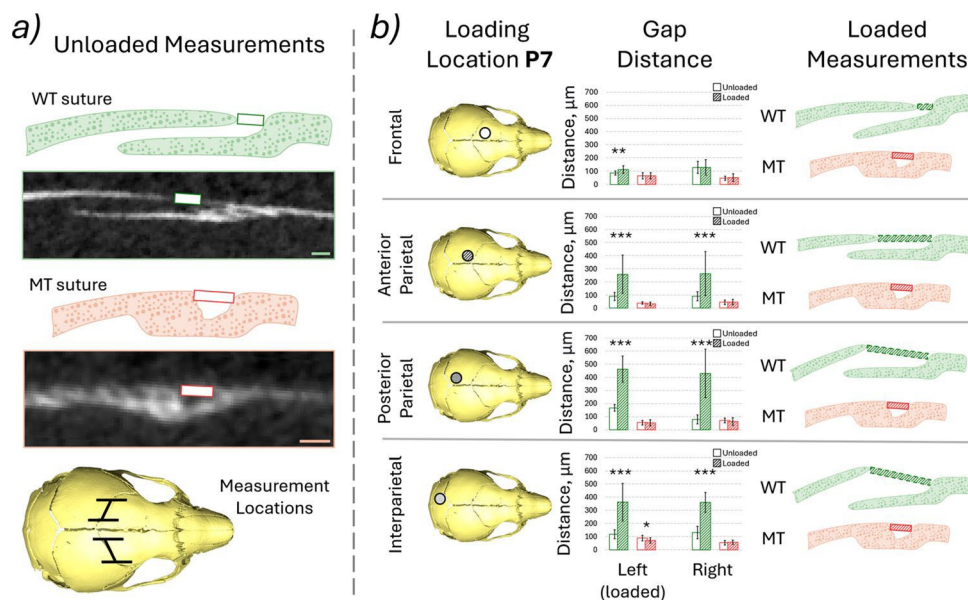 a)
Unloaded Measurements
WT suture
MT suture
Measurement
Locations
b)
Loading
Location P7
Gap
Distance
Loaded
Measurements
Frontal
Distance, µm
700
600
500
400
300
200
100
0
Unloaded
Loaded
**
WT
MT
Anterior
Parietal
Distance, µm
700
600
500
400
300
200
100
0
Unloaded
Loaded
***
***
WT
MT
Posterior
Parietal
Distance, µm
700
600
500
400
300
200
100
0
Unloaded
Loaded
***
***
WT
MT
Interparietal
Distance, µm
700
600
500
400
300
200
100
0
Unloaded
Loaded
***
*
***
WT
MT
Left
(loaded)
Right